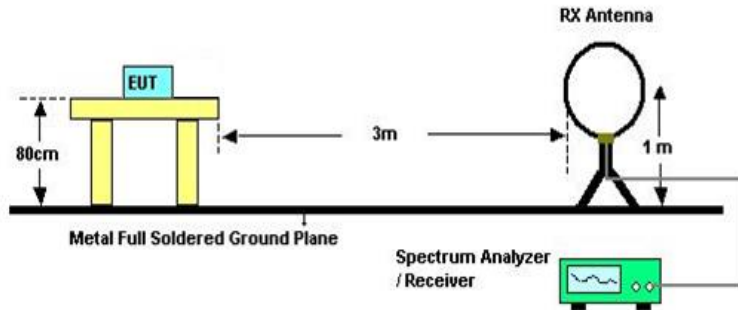 RX Antenna
EUT
3m
80cm
1 m
Metal Full Soldered Ground Plane
Spectrum Analyzer
/ Receiver